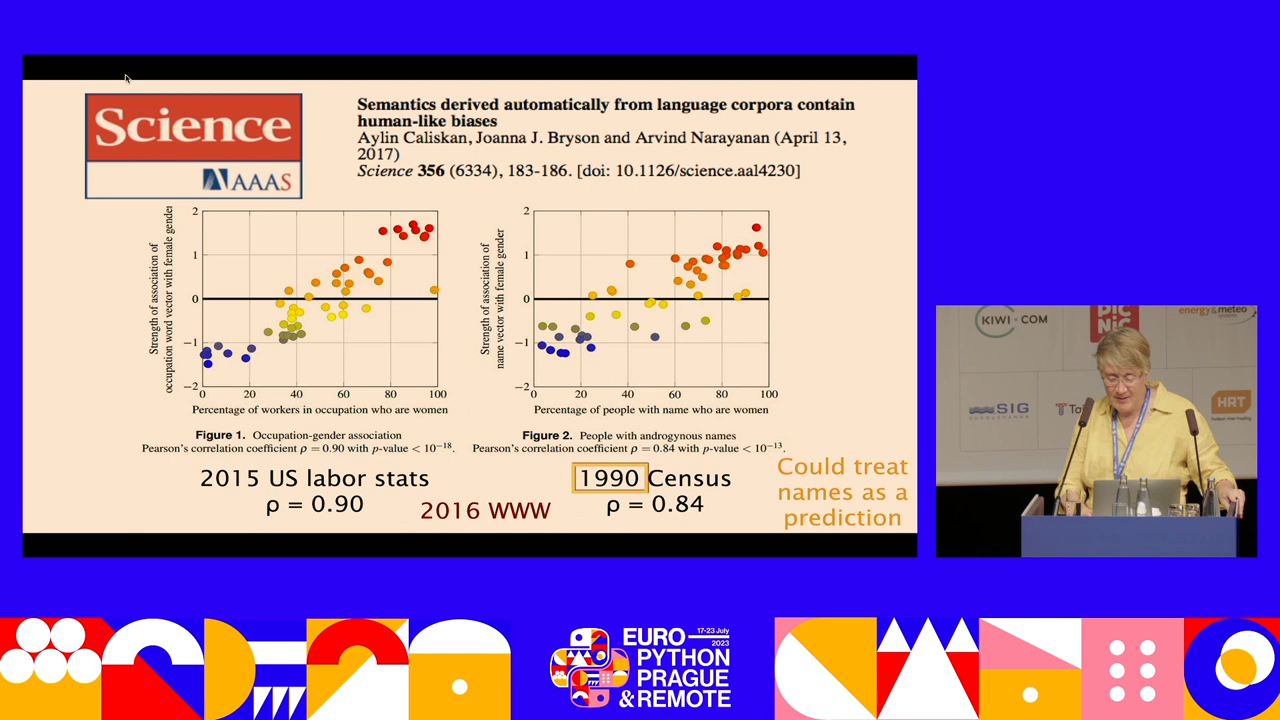 Science
AAAS
Semantics derived automatically from language corpora contain
human-like biases
Aylin Caliskan, Joanna J. Bryson and Arvind Narayanan (April 13,
2017)
Science 356 (6334), 183-186. [doi: 10.1126/science.aal4230]
Strength of association of
occupation word vector with female gender
2
1
0
−1
−2
0
20
40
60
80
100
Percentage of workers in occupation who are women
Figure 1. Occupation-gender association
Pearson's correlation coefficient ρ = 0.90 with p-value < 10⁻¹⁸.
Strength of association of
name vector with female gender
2
1
0
−1
−2
0
20
40
60
80
100
Percentage of people with name who are women
Figure 2. People with androgynous names
Pearson's correlation coefficient ρ = 0.84 with p-value < 10⁻¹³.
2015 US labor stats
ρ = 0.90
2016 WWW
1990 Census
ρ = 0.84
Could treat
names as a
prediction
KIWI.COM
PIC
NIC
energy & meteo
systems
SIG
HRT
EURO
17-23 July
2023
PYTHON
PRAGUE
& REMOTE